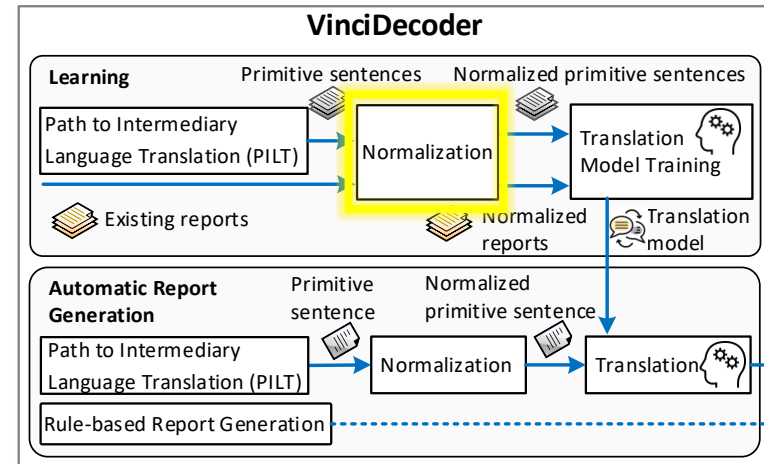 VinciDecoder
Learning
Primitive sentences
Normalized primitive sentences
Path to Intermediary
Language Translation (PILT)
Normalization
Translation
Model Training
Existing reports
Normalized
reports
Translation
model
Automatic Report
Generation
Primitive
sentence
Normalized
primitive sentence
Path to Intermediary
Language Translation (PILT)
Normalization
Translation
Rule-based Report Generation